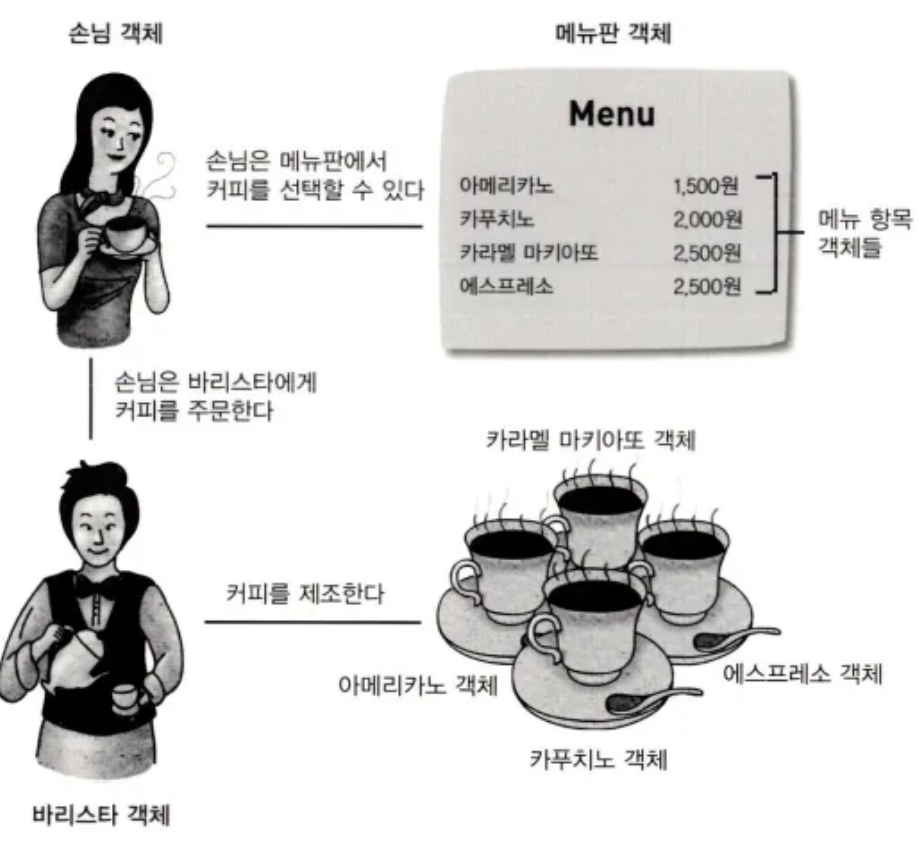 손님 객체
메뉴판 객체
Menu
손님은 메뉴판에서
커피를 선택할 수 있다
아메리카노 1,500원
카푸치노 2,000원
카라멜 마키아또 2,500원
에스프레소 2,500원
메뉴 항목
객체들
손님은 바리스타에게
커피를 주문한다
카라멜 마키아또 객체
커피를 제조한다
아메리카노 객체
에스프레소 객체
카푸치노 객체
바리스타 객체